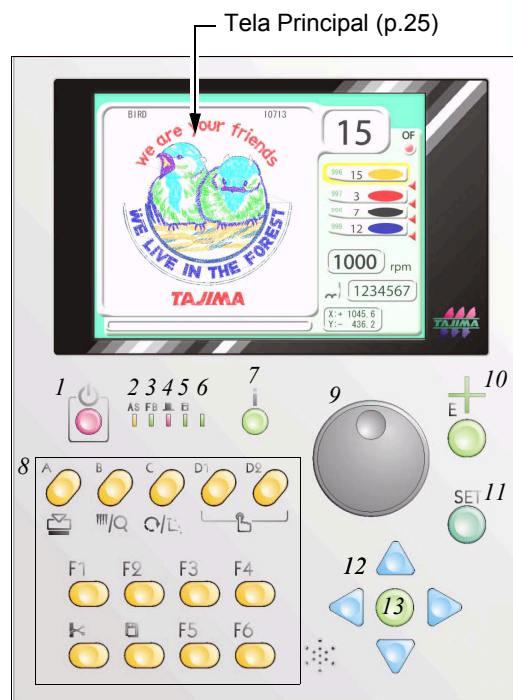 Tela Principal (p.25)
BIRD 10713
we are your friends
WE LIVE IN THE FOREST
TAJIMA
15 OF
996 15
997 3
7
999 12
1000 rpm
1234567
X:+ 1045.6
Y:- 436.2
TAJIMA
1 2 3 4 5 6 7 9 10
AS FB i E
8 A B C D1 D2 SET 11
F1 F2 F3 F4 12
13
F5 F6